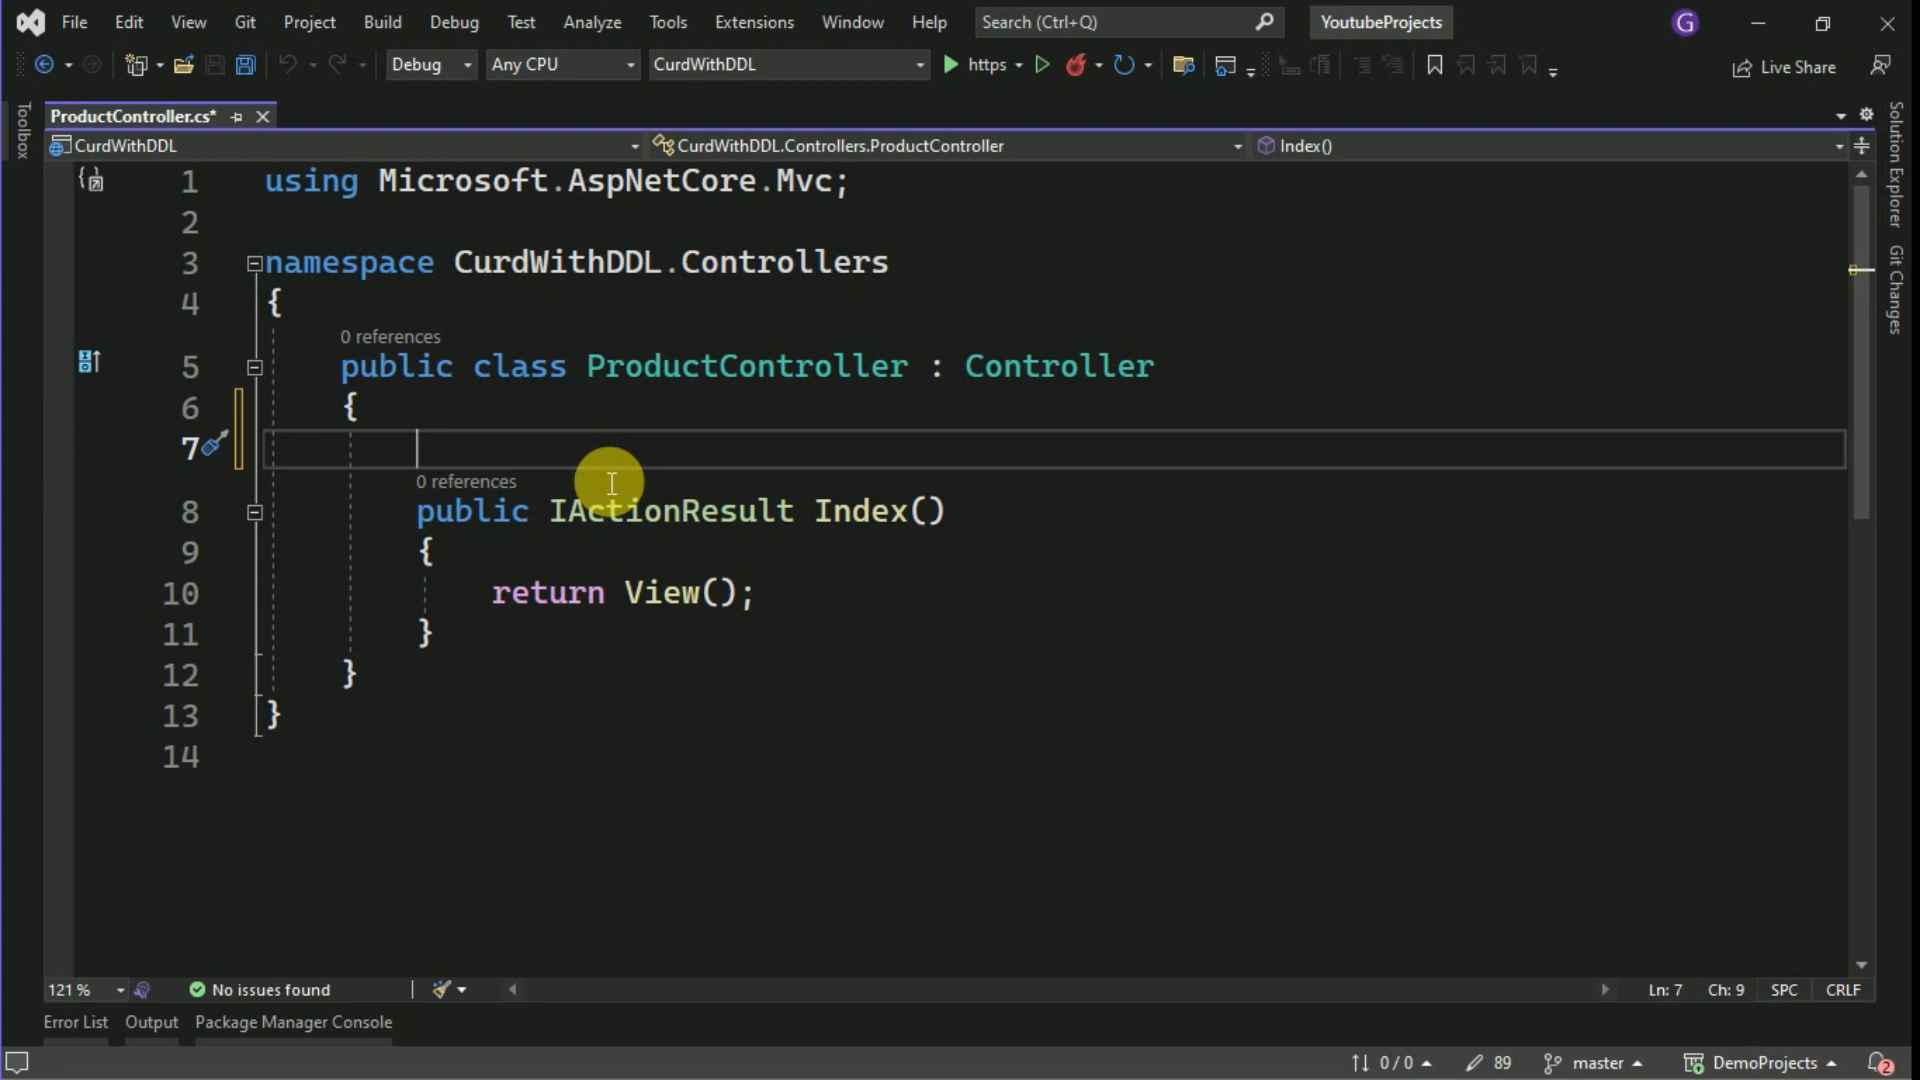 File Edit View Git Project Build Debug Test Analyze Tools Extensions Window Help Search (Ctrl+Q) YoutubeProjects G
Debug Any CPU CurdWithDDL https Live Share
Toolbox
ProductController.cs*
CurdWithDDL CurdWithDDL.Controllers.ProductController Index()
Solution Explorer
Git Changes
1 using Microsoft.AspNetCore.Mvc;
2
3 namespace CurdWithDDL.Controllers
4 {
0 references
5 public class ProductController : Controller
6 {
7
0 references
8 public IActionResult Index()
9 {
10 return View();
11 }
12 }
13 }
14
121 % No issues found Ln: 7 Ch: 9 SPC CRLF
Error List Output Package Manager Console
0 / 0 89 master DemoProjects 2